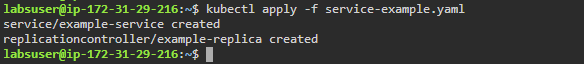 labsuser@ip-172-31-29-216:~$ kubectl apply -f service-example.yaml
service/example-service created
replicationcontroller/example-replica created
labsuser@ip-172-31-29-216:~$